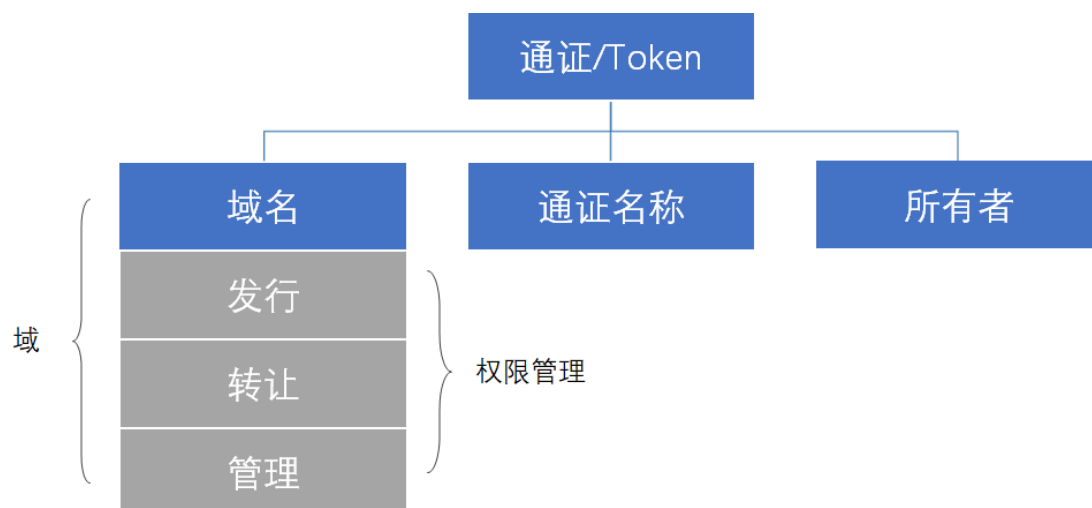 通证/Token
域名
通证名称
所有者
发行
转让
管理
域
权限管理